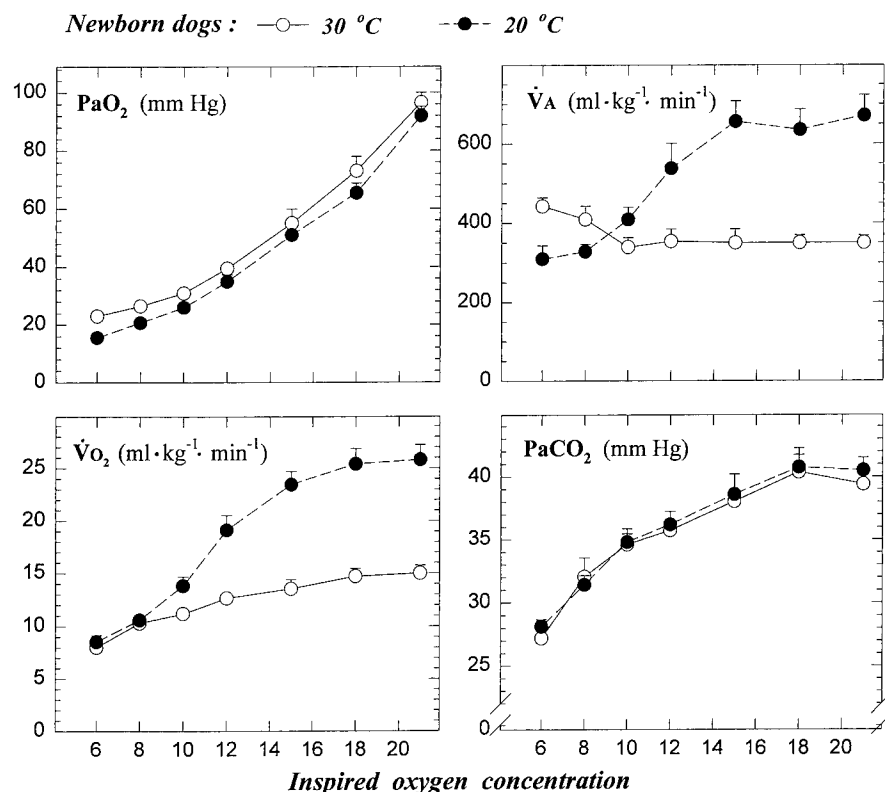 Newborn dogs : 30 °C 20 °C
PaO₂ (mm Hg)
100
80
60
40
20
0
V̇A (ml·kg⁻¹· min⁻¹)
600
400
200
0
V̇O₂ (ml·kg⁻¹· min⁻¹)
25
20
15
10
5
0
6 8 10 12 14 16 18 20
PaCO₂ (mm Hg)
40
35
30
25
0
6 8 10 12 14 16 18 20
Inspired oxygen concentration